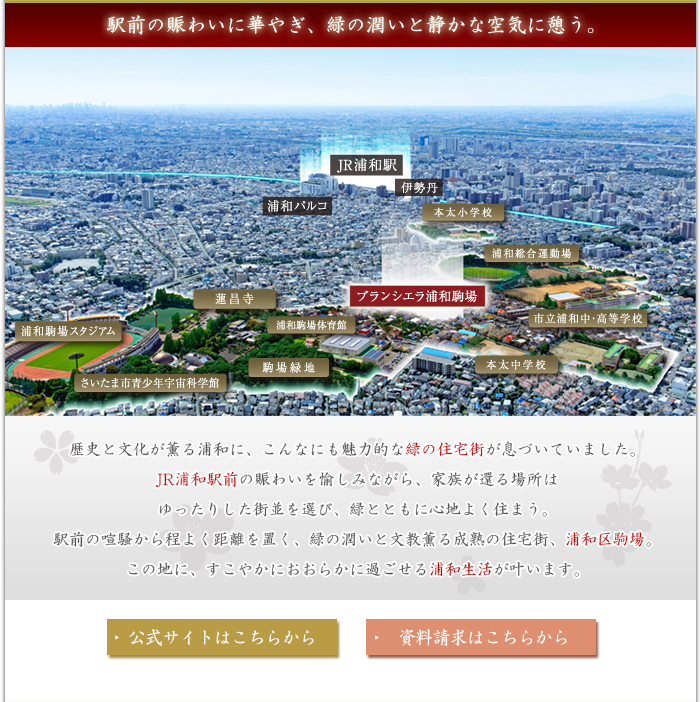 駅前の賑わいに華やぎ、緑の潤いと静かな空気に憩う。
JR浦和駅
伊勢丹
浦和パルコ
本太小学校
浦和総合運動場
ブランシエラ浦和駒場
蓮昌寺
市立浦和中・高等学校
浦和駒場体育館
浦和駒場スタジアム
駒場緑地
本太中学校
さいたま市青少年宇宙科学館
歴史と文化が薫る浦和に、こんなにも魅力的な緑の住宅街が息づいていました。
JR浦和駅前の賑わいを愉しみながら、家族が還る場所は
ゆったりした街並を選び、緑とともに心地よく住まう。
駅前の喧騒から程よく距離を置く、緑の潤いと文教薫る成熟の住宅街、浦和区駒場。
この地に、すこやかにおおらかに過ごせる浦和生活が叶います。
公式サイトはこちらから
資料請求はこちらから